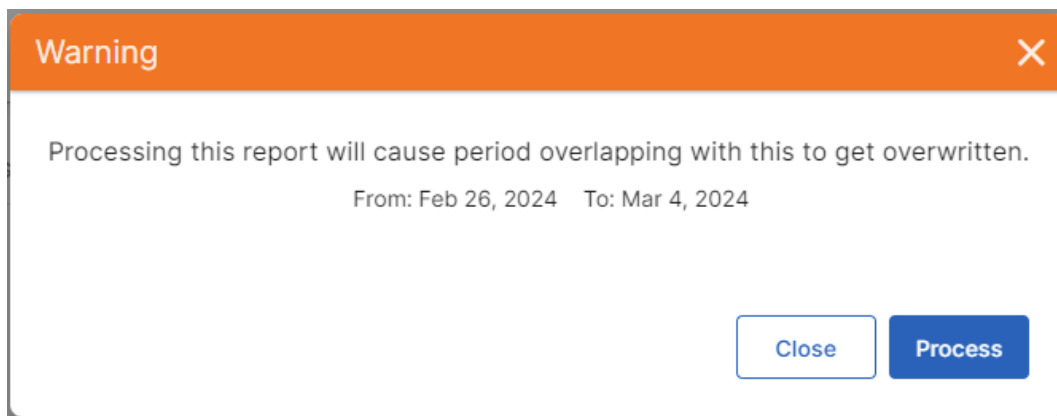 Warning
Processing this report will cause period overlapping with this to get overwritten.
From: Feb 26, 2024 To: Mar 4, 2024
Close Process